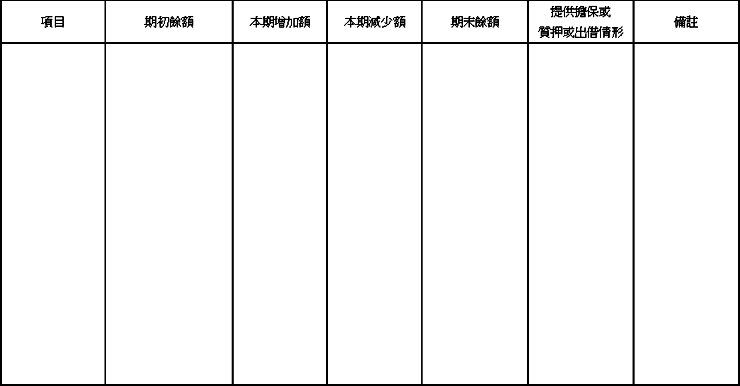 項目
期初餘額
本期增加額
本期減少額
期末餘額
提供擔保或
質押或出借情形
備註